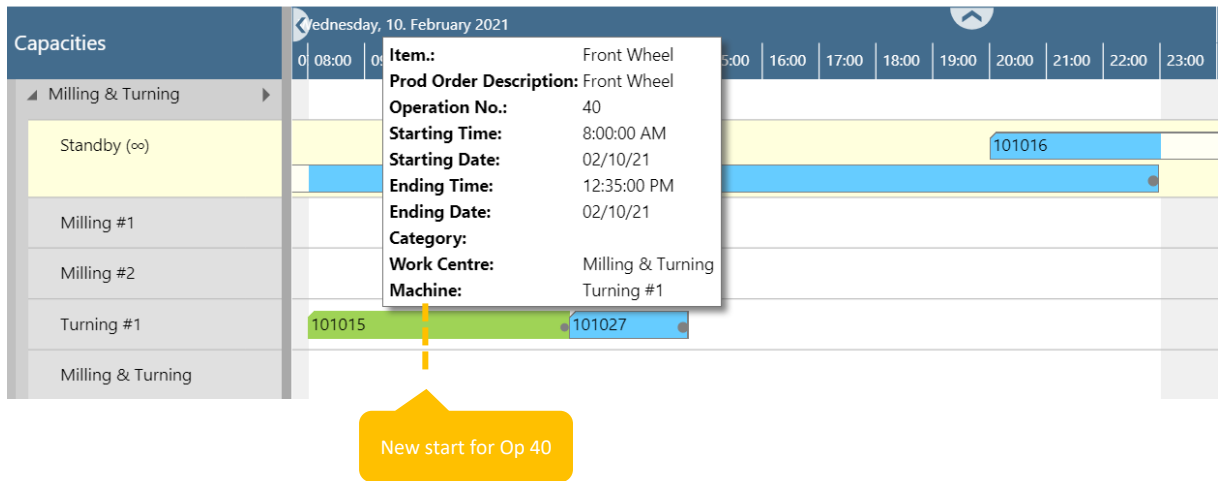 Capacities
ednesday, 10. February 2021
0 08:00 09 5:00 16:00 17:00 18:00 19:00 20:00 21:00 22:00 23:00
Item.: Front Wheel
Prod Order Description: Front Wheel
Operation No.: 40
Starting Time: 8:00:00 AM
Starting Date: 02/10/21
Ending Time: 12:35:00 PM
Ending Date: 02/10/21
Category:
Work Centre: Milling & Turning
Machine: Turning #1
Milling & Turning
Standby (∞)
101016
Milling #1
Milling #2
Turning #1
101015
101027
Milling & Turning
New start for Op 40